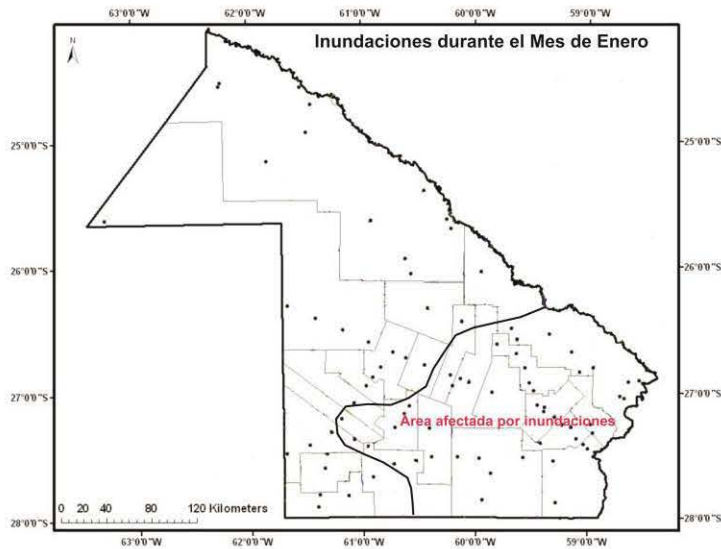 63°0'0"W 62°0'0"W 61°0'0"W 60°0'0"W 59°0'0"W
Inundaciones durante el Mes de Enero
N
25°0'0"S 25°0'0"S
26°0'0"S 26°0'0"S
27°0'0"S 27°0'0"S
Área afectada por inundaciones
0 20 40 80 120 Kilometers
28°0'0"S 28°0'0"S
63°0'0"W 62°0'0"W 61°0'0"W 60°0'0"W 59°0'0"W